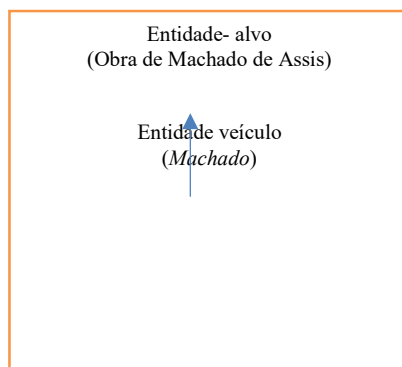 Entidade- alvo
(Obra de Machado de Assis)
Entidade veículo
(Machado)